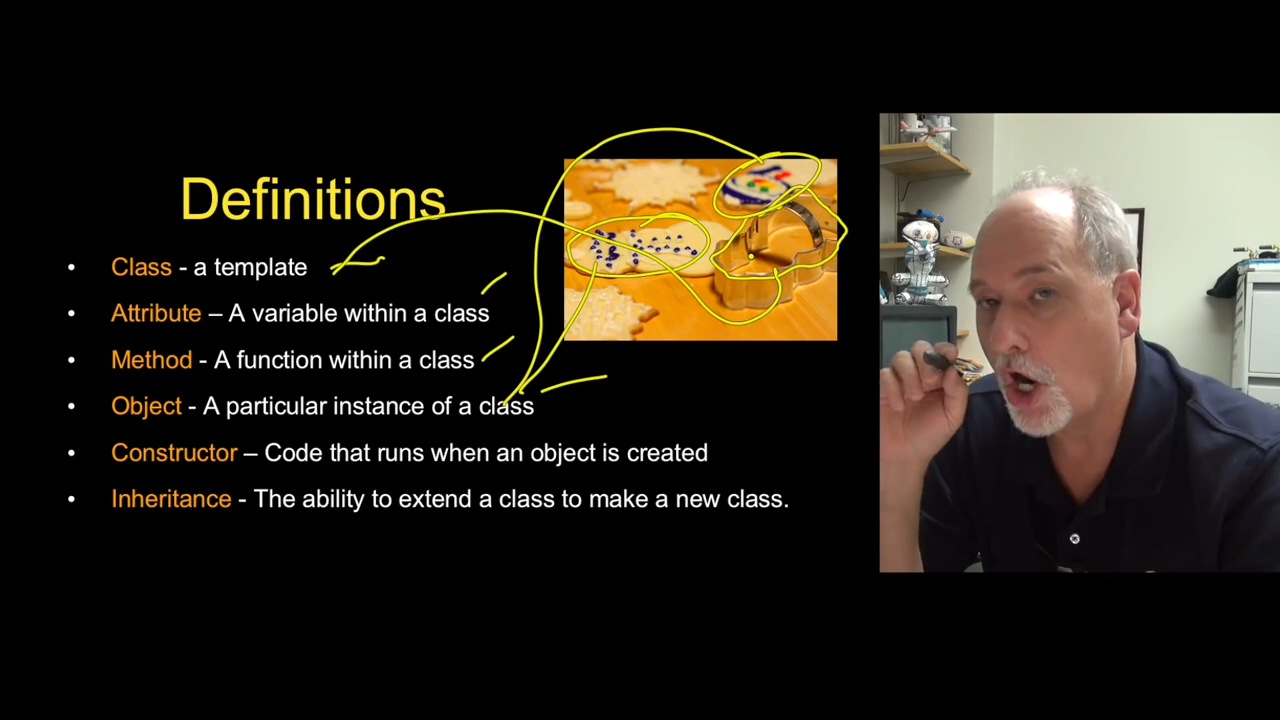 Definitions
• Class - a template
• Attribute – A variable within a class
• Method - A function within a class
• Object - A particular instance of a class
• Constructor – Code that runs when an object is created
• Inheritance - The ability to extend a class to make a new class.